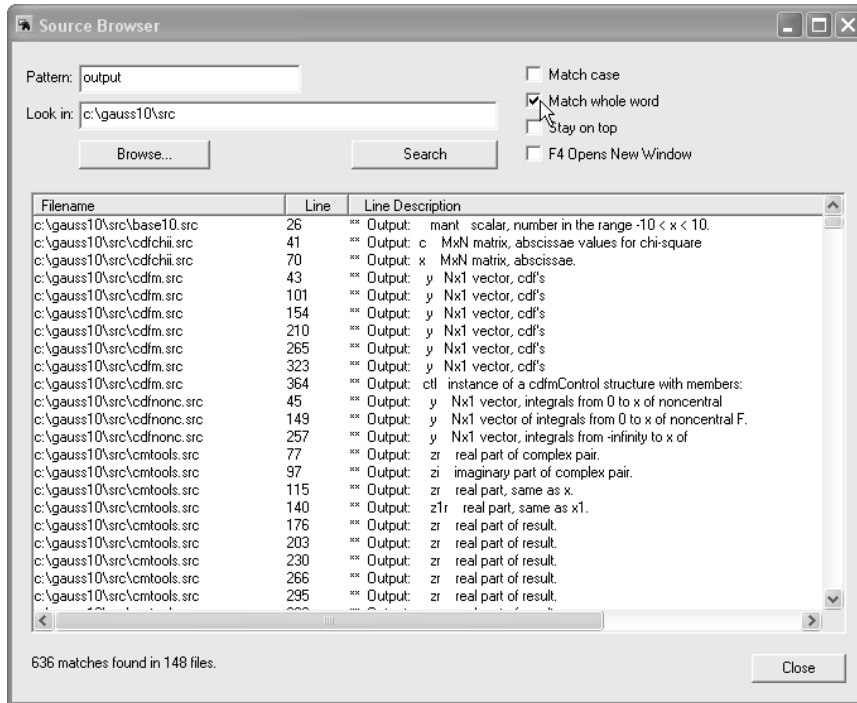 Source Browser
Pattern: output
Match case
Match whole word
Look in: c:\gauss10\src
Stay on top
Browse... Search F4 Opens New Window
Filename Line Line Description
c:\gauss10\src\base10.src 26 ** Output: mant scalar, number in the range -10 < x < 10.
c:\gauss10\src\cdfchii.src 41 ** Output: c MxN matrix, abscissae values for chi-square
c:\gauss10\src\cdfchii.src 70 ** Output: x MxN matrix, abscissae.
c:\gauss10\src\cdfm.src 43 ** Output: y Nx1 vector, cdf's
c:\gauss10\src\cdfm.src 101 ** Output: y Nx1 vector, cdf's
c:\gauss10\src\cdfm.src 154 ** Output: y Nx1 vector, cdf's
c:\gauss10\src\cdfm.src 210 ** Output: y Nx1 vector, cdf's
c:\gauss10\src\cdfm.src 265 ** Output: y Nx1 vector, cdf's
c:\gauss10\src\cdfm.src 323 ** Output: y Nx1 vector, cdf's
c:\gauss10\src\cdfm.src 364 ** Output: ctl instance of a cdfmControl structure with members:
c:\gauss10\src\cdfnonc.src 45 ** Output: y Nx1 vector, integrals from 0 to x of noncentral
c:\gauss10\src\cdfnonc.src 149 ** Output: y Nx1 vector of integrals from 0 to x of noncentral F.
c:\gauss10\src\cdfnonc.src 257 ** Output: y Nx1 vector, integrals from -infinity to x of
c:\gauss10\src\cmtools.src 77 ** Output: zr real part of complex pair.
c:\gauss10\src\cmtools.src 97 ** Output: zi imaginary part of complex pair.
c:\gauss10\src\cmtools.src 115 ** Output: zr real part, same as x.
c:\gauss10\src\cmtools.src 140 ** Output: z1r real part, same as x1.
c:\gauss10\src\cmtools.src 176 ** Output: zr real part of result.
c:\gauss10\src\cmtools.src 203 ** Output: zr real part of result.
c:\gauss10\src\cmtools.src 230 ** Output: zr real part of result.
c:\gauss10\src\cmtools.src 266 ** Output: zr real part of result.
c:\gauss10\src\cmtools.src 295 ** Output: zr real part of result.
636 matches found in 148 files.
Close